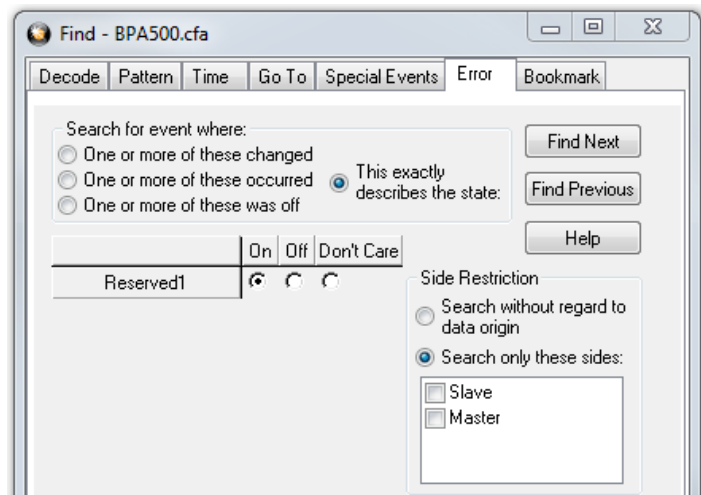 Find - BPA500.cfa
Decode Pattern Time Go To Special Events Error Bookmark
Search for event where:
One or more of these changed
One or more of these occurred
One or more of these was off
This exactly
describes the state:
Find Next
Find Previous
Help
On Off Don't Care
Reserved1
Side Restriction
Search without regard to
data origin
Search only these sides:
Slave
Master